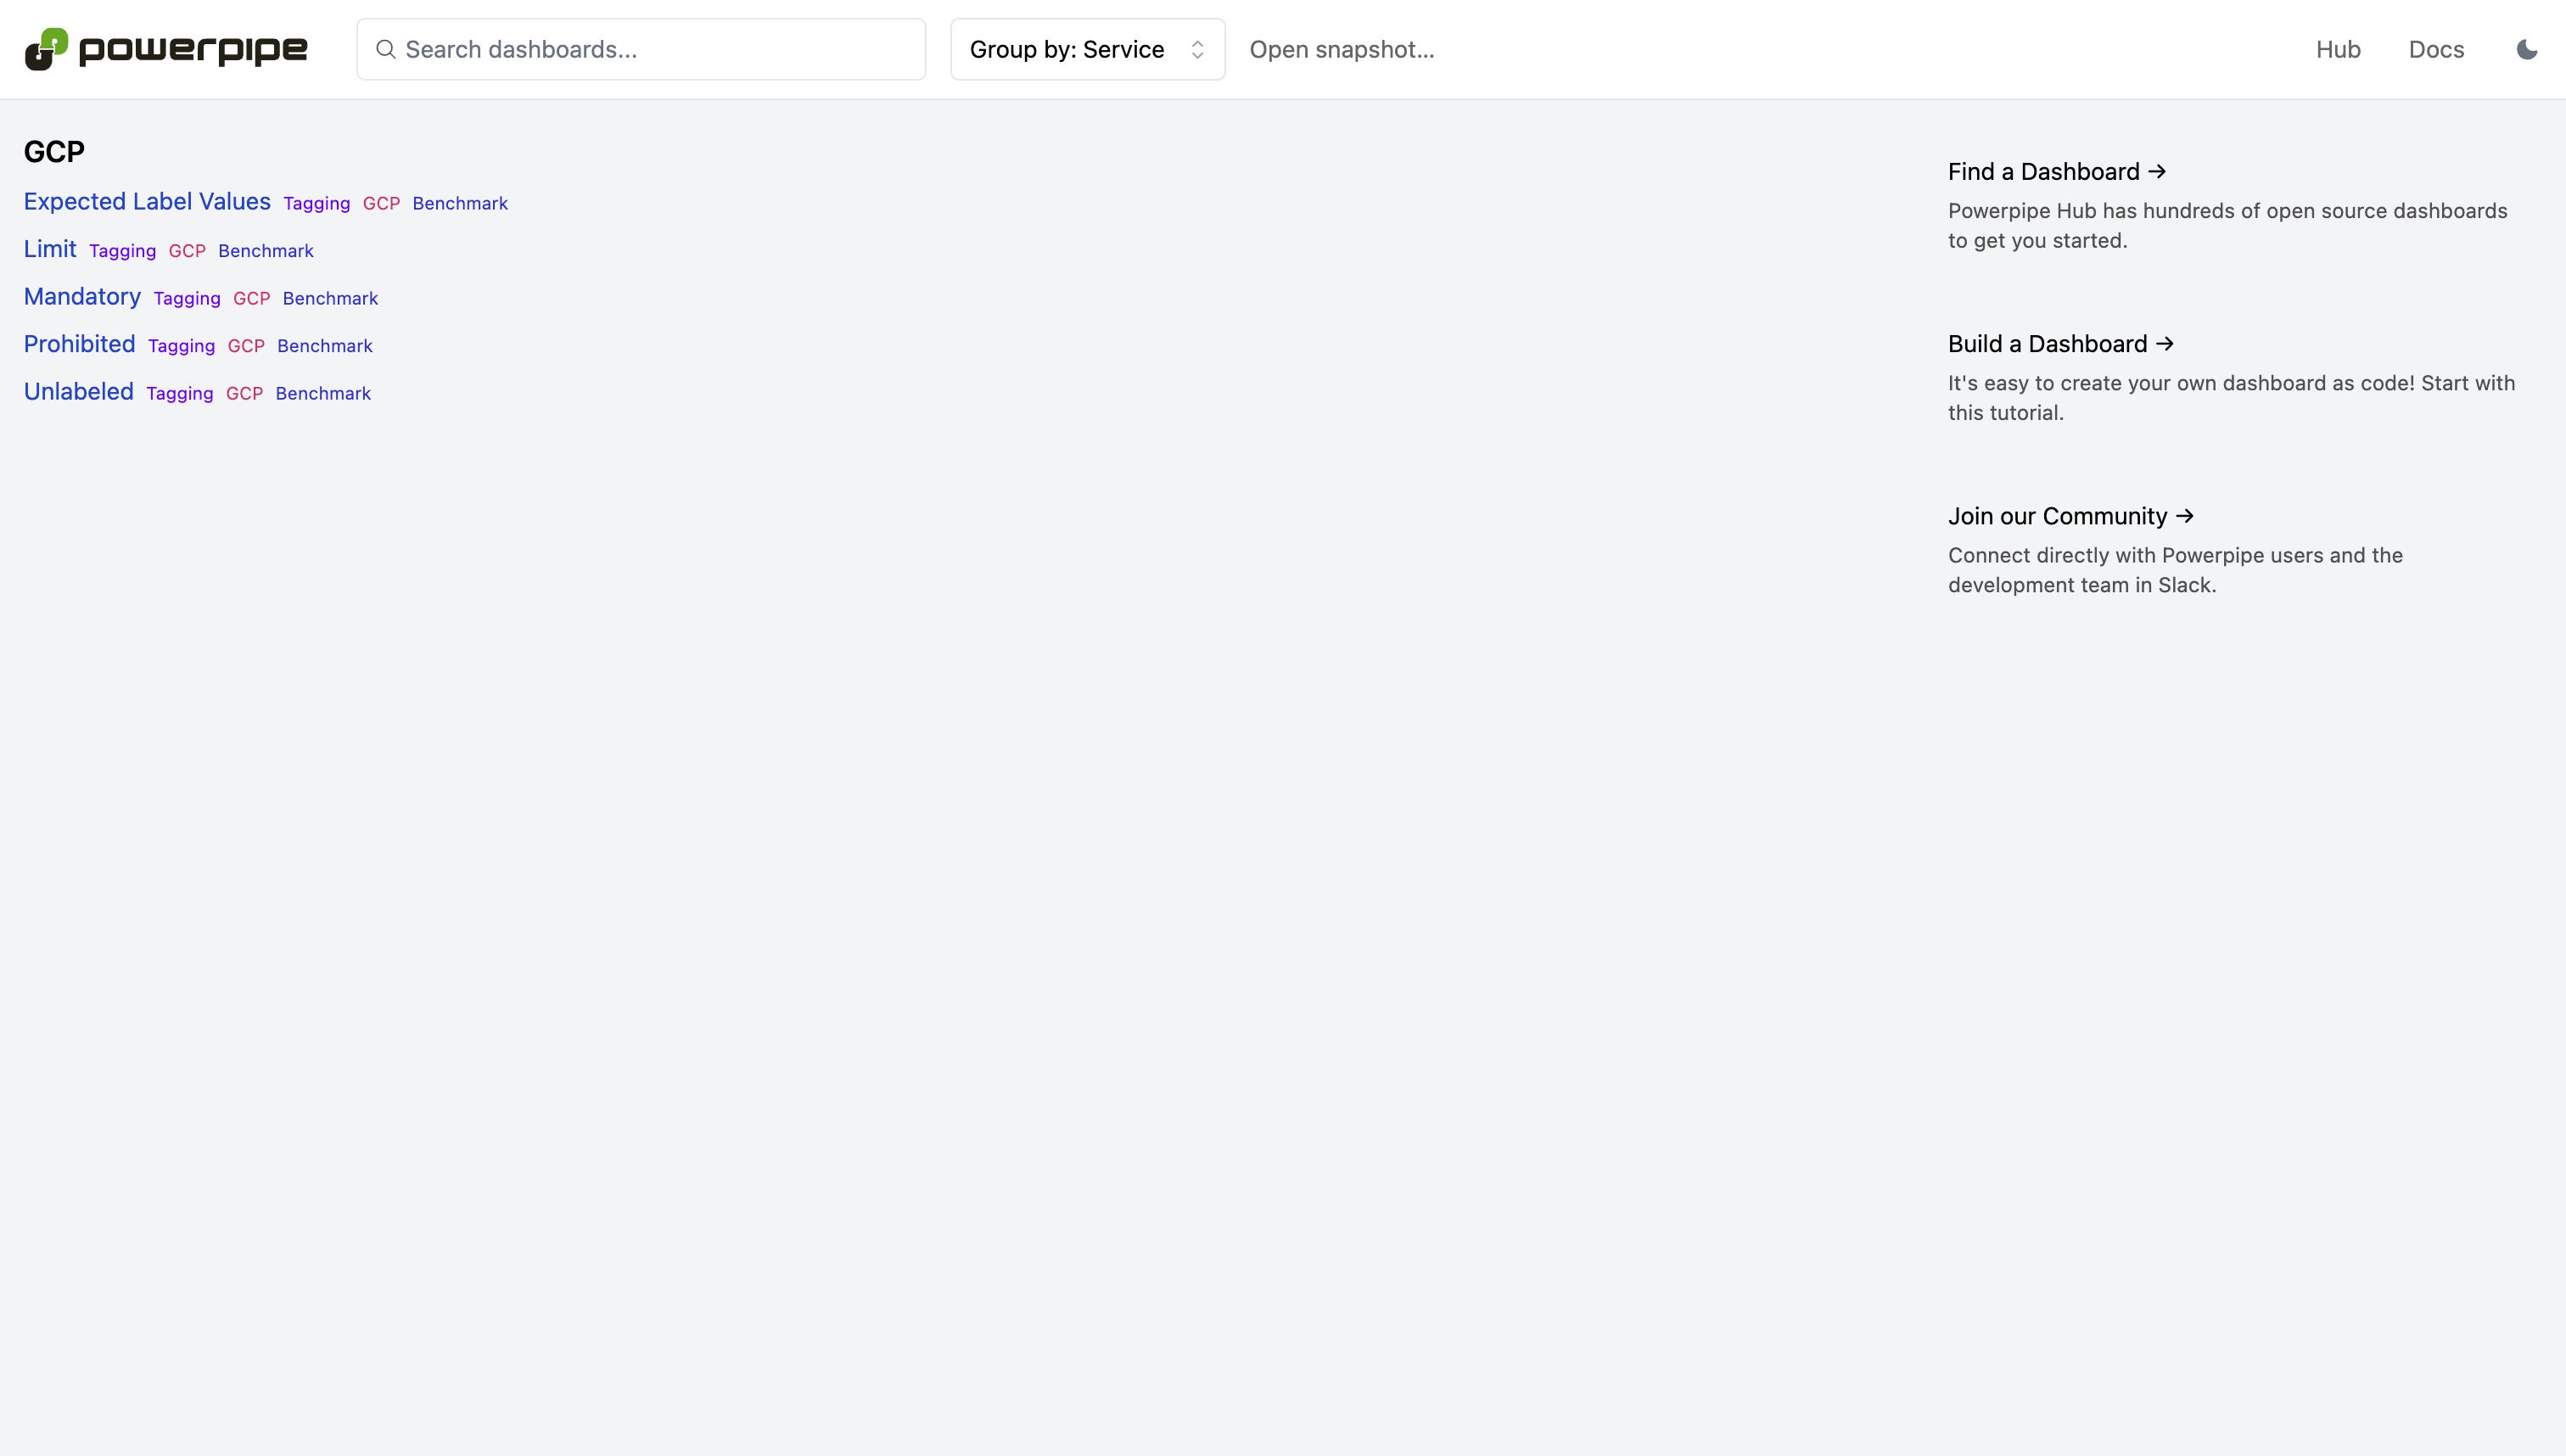 powerpipe
Search dashboards...
Group by: Service
Open snapshot...
Hub
Docs
GCP
Expected Label Values Tagging GCP Benchmark
Limit Tagging GCP Benchmark
Mandatory Tagging GCP Benchmark
Prohibited Tagging GCP Benchmark
Unlabeled Tagging GCP Benchmark
Find a Dashboard →
Powerpipe Hub has hundreds of open source dashboards
to get you started.
Build a Dashboard →
It's easy to create your own dashboard as code! Start with
this tutorial.
Join our Community →
Connect directly with Powerpipe users and the
development team in Slack.